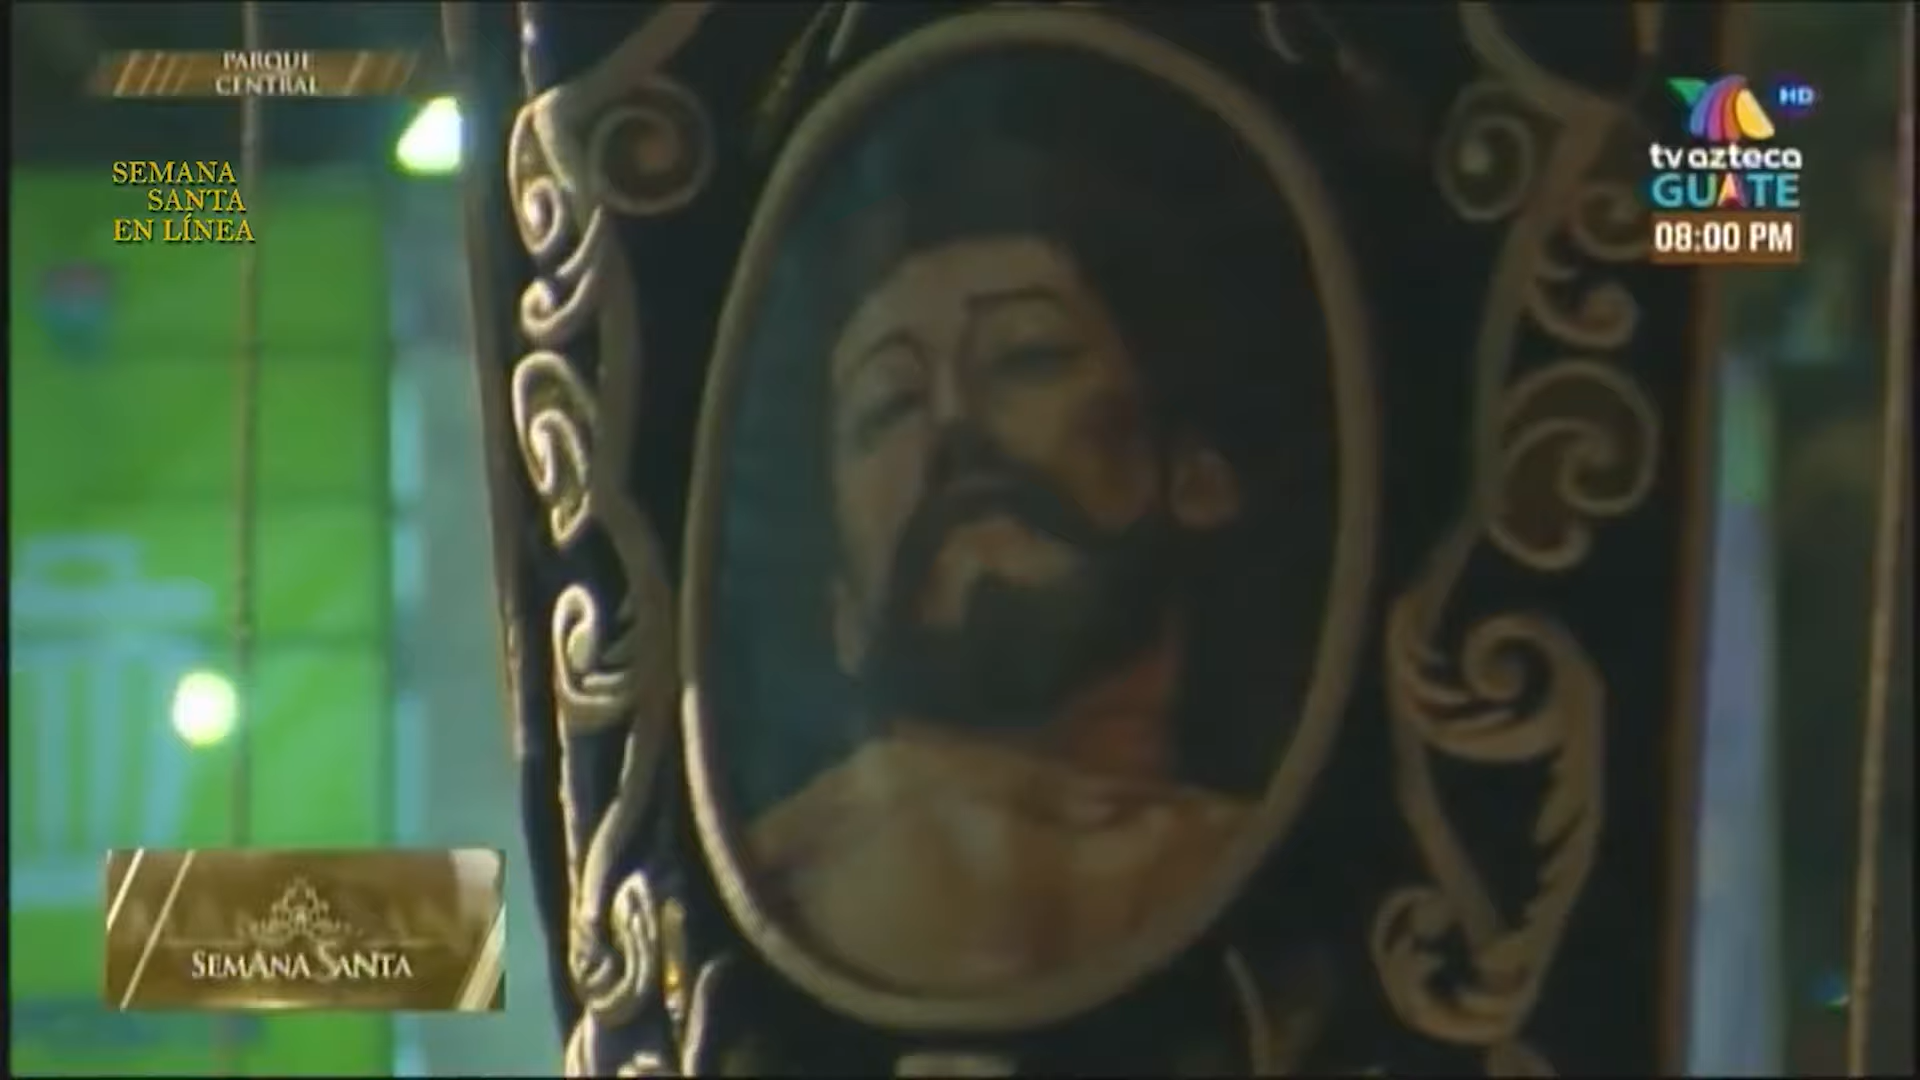 PARQUE
CENTRAL
SEMANA
SANTA
EN LÍNEA
HD
tv azteca
GUATE
08:00 PM
SEMANA SANTA